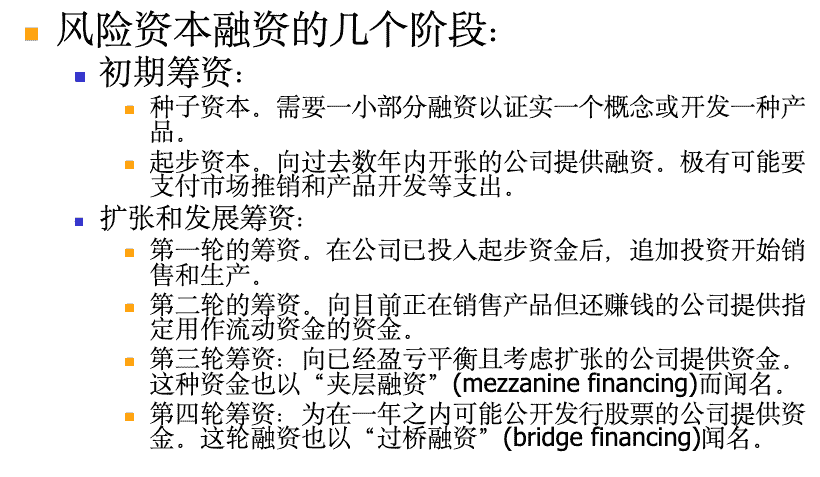 风险资本融资的几个阶段：
初期筹资：
种子资本．需要一小部分融资以证实一个概念或开发一种产
品．
起步资本．向过去数年内开张的公司提供融资．极有可能要
支付市场推销和产品开发等支出．
扩张和发展筹资：
第一轮的筹资．在公司已投入起步资金后，追加投资开始销
售和生产．
第二轮的筹资．向目前正在销售产品但还赚钱的公司提供指
定用作流动资金的资金．
第三轮筹资：向已经盈亏平衡且考虑扩张的公司提供资金．
这种资金也以“夹层融资”(mezzanine financing)而闻名．
第四轮筹资：为在一年之内可能公开发行股票的公司提供资
金．这轮融资也以“过桥融资”(bridge financing)闻名．